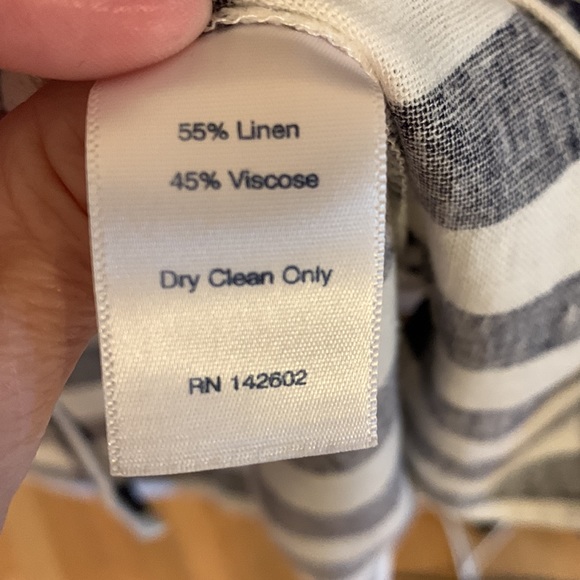 55% Linen
45% Viscose
Dry Clean Only
RN 142602